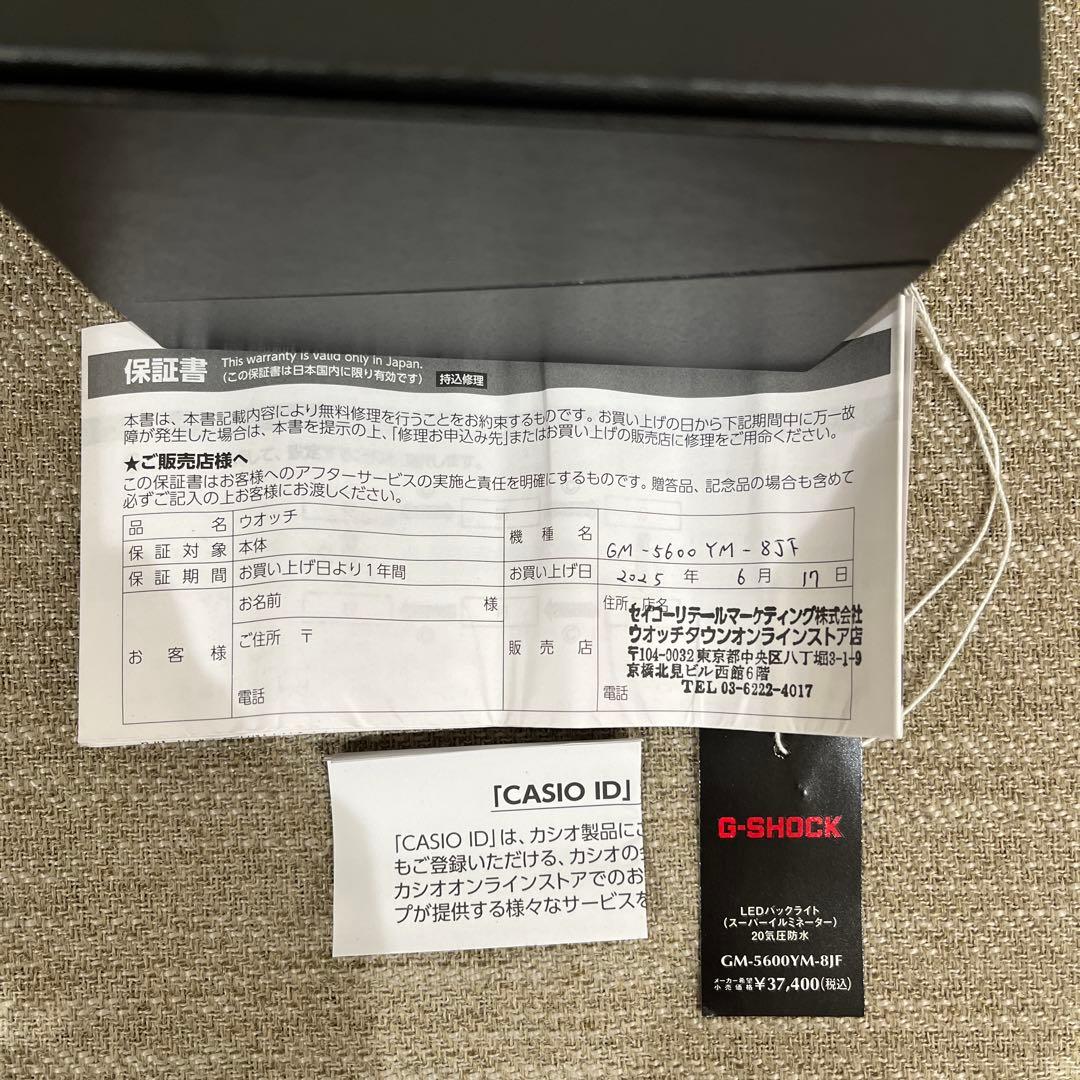 保証書 This warranty is valid only in Japan.
(この保証書は日本国内に限り有効です) 持込修理
本書は、本書記載内容により無料修理を行うことをお約束するものです。お買い上げの日から下記期間中に万一故
障が発生した場合は、本書を提示の上、「修理お申込み先」またはお買い上げの販売店に修理をご用命ください。
★ご販売店様へ
この保証書はお客様へのアフターサービスの実施と責任を明確にするものです。贈答品、記念品の場合も含めて
必ずご記入の上お客様にお渡しください。
品名 ウオッチ 機種名 GM-5600YM-8JF
保証対象 本体
保証期間 お買い上げ日より1年間 お買い上げ日 2025年 6月 17日
お客様 お名前 様
ご住所 〒
電話
販売店 住所・店名
セイコーリテールマーケティング株式会社
ウオッチタウンオンラインストア店
〒104-0032 東京都中央区八丁堀3-1-9
京橋北見ビル西館6階
電話 TEL 03-6222-4017
「CASIO ID」
「CASIO ID」は、カシオ製品にこ
もご登録いただける、カシオの
カシオオンラインストアでのお
プが提供する様々なサービスを
G-SHOCK
LEDバックライト
(スーパーイルミネーター)
20気圧防水
GM-5600YM-8JF
メーカー希望小売価格 ¥37,400(税込)